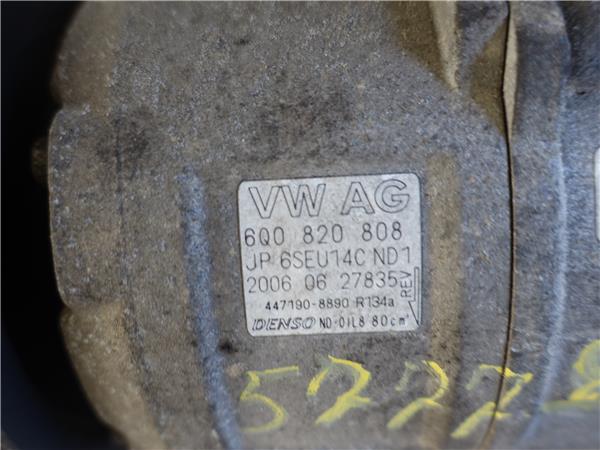 VW AG
6Q0 820 808
JP 6SEU14C ND1
2006 06 27835
REV
447190-8890 R134a
DENSO ND-OIL8 80cm³
5777-